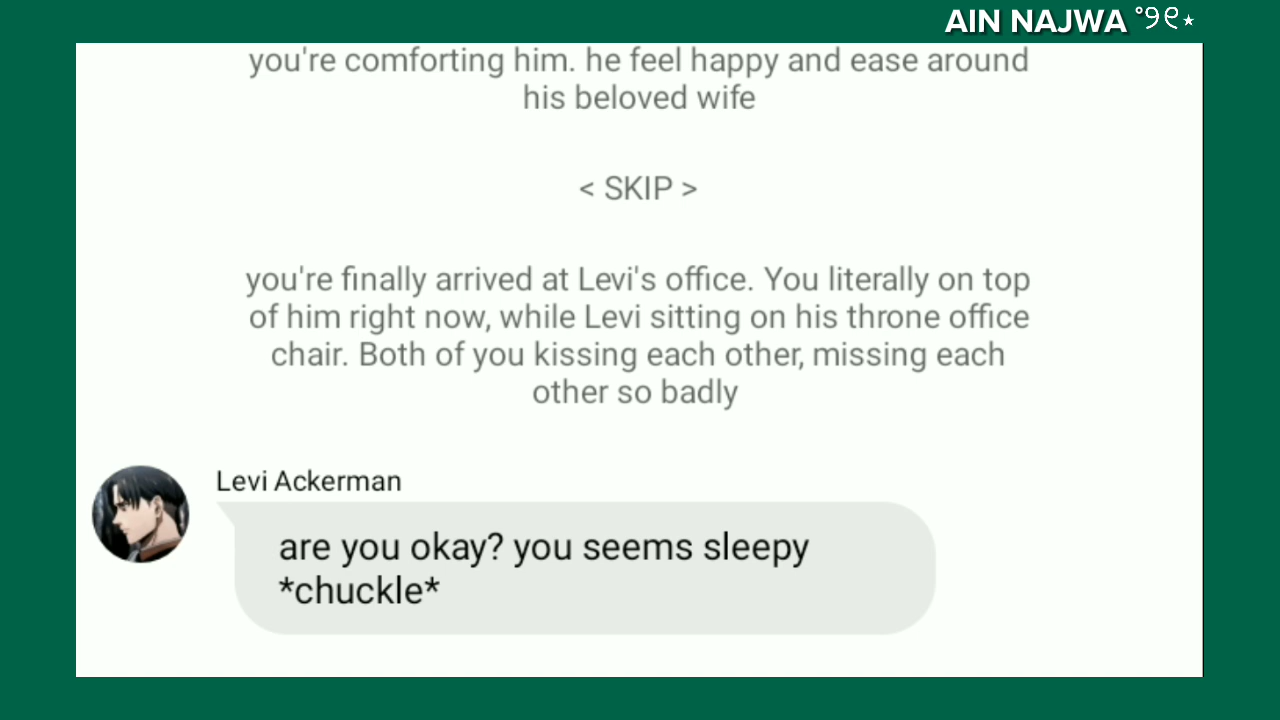 AIN NAJWA °୨୧⋆
you're comforting him. he feel happy and ease around
his beloved wife
< SKIP >
you're finally arrived at Levi's office. You literally on top
of him right now, while Levi sitting on his throne office
chair. Both of you kissing each other, missing each
other so badly
Levi Ackerman
are you okay? you seems sleepy
*chuckle*